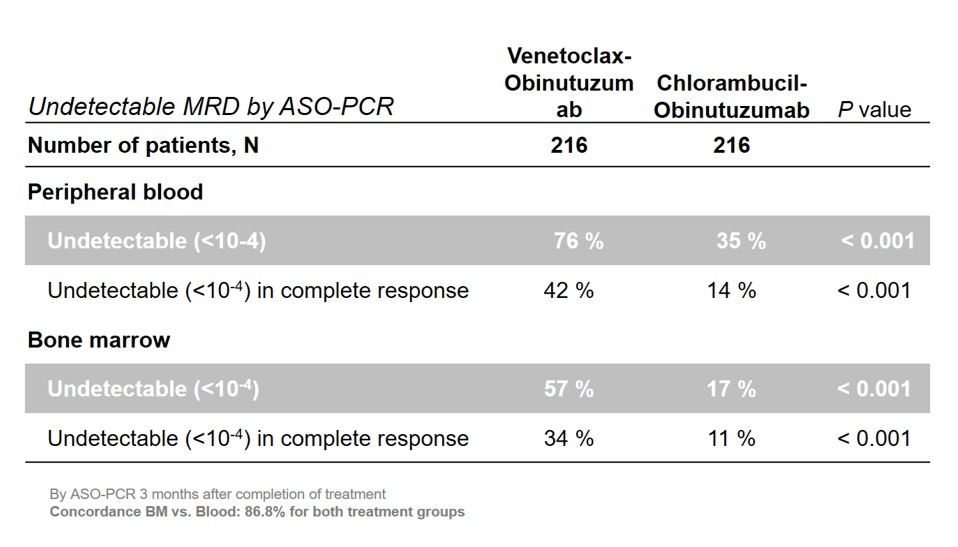 Venetoclax-
Obinutuzum
ab
Chlorambucil-
Obinutuzumab
Undetectable MRD by ASO-PCR
P value
Number of patients, N 216 216
Peripheral blood
Undetectable (<10-4) 76 % 35 % < 0.001
Undetectable (<10⁻⁴) in complete response 42 % 14 % < 0.001
Bone marrow
Undetectable (<10⁻⁴) 57 % 17 % < 0.001
Undetectable (<10⁻⁴) in complete response 34 % 11 % < 0.001
By ASO-PCR 3 months after completion of treatment
Concordance BM vs. Blood: 86.8% for both treatment groups